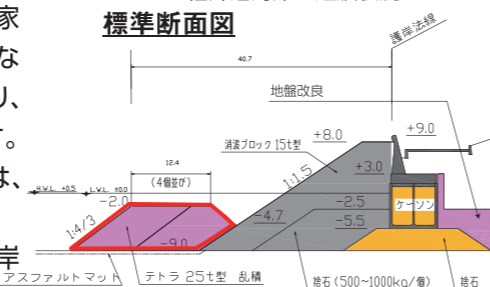 家
な
り、
す。
は、
岸
標準断面図
護岸法線
40.7
地盤改良
消波ブロック 15t型
+8.0
+9.0
12.4
(4個並び)
1:1.5
+3.0
H.W.L. +0.5
L.W.L. ±0.0
-2.0
-2.5
ケーソン
1:4/3
-4.7
-5.5
-9.0
アスファルトマット
テトラ 25t型 乱積
捨石(500~1000kg/個)
捨石